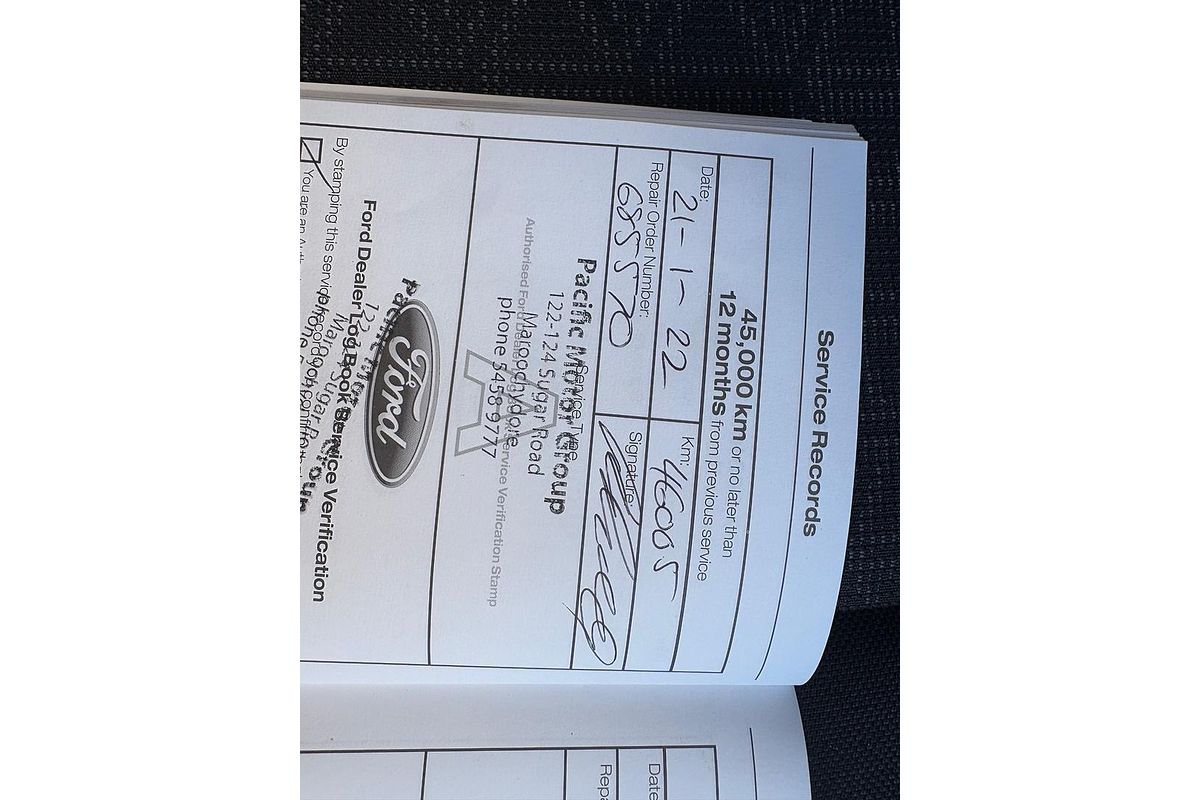 Service Records
45,000 km or no later than
12 months from previous service
Date: 21-1-22
Km: 46005
Repair Order Number:
685570
Signature:
Service Type
Pacific Motor Group
122-124 Sugar Road
Maroochydore
phone 5458 9777
Authorised Ford Dealer Service Verification Stamp
A
Ford
Ford Dealer Log Book Service Verification
By stamping this service record
You are an
Date
Repa